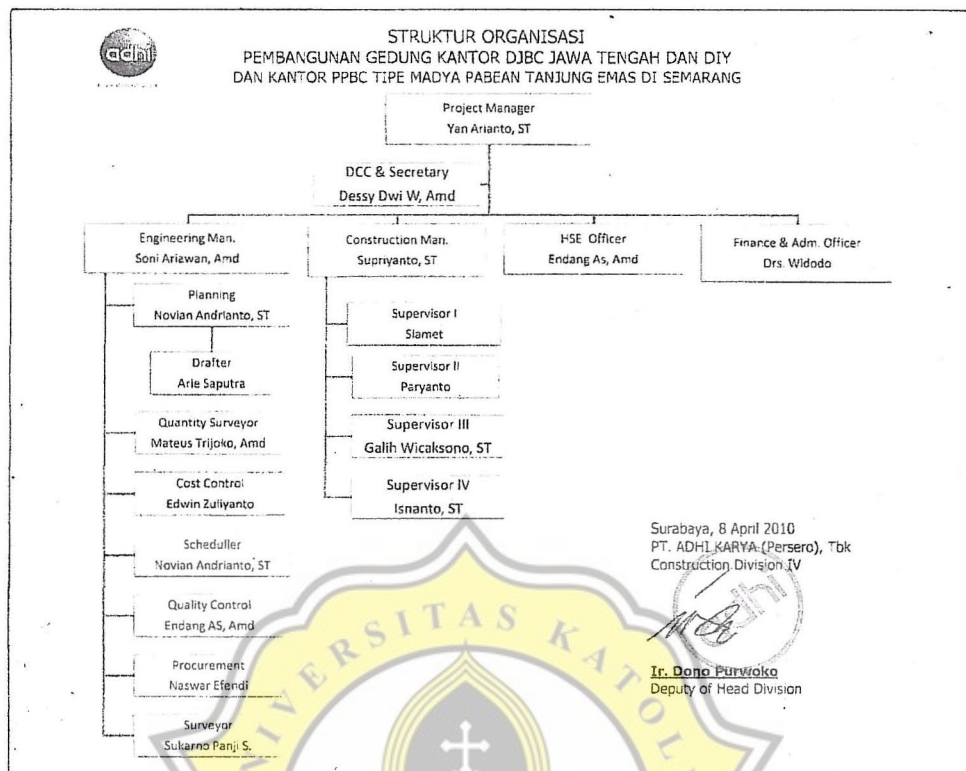 adhi
STRUKTUR ORGANISASI
PEMBANGUNAN GEDUNG KANTOR DJBC JAWA TENGAH DAN DIY
DAN KANTOR PPBC TIPE MADYA PABEAN TANJUNG EMAS DI SEMARANG
Project Manager
Yan Arianto, ST
DCC & Secretary
Dessy Dwi W, Amd
Engineering Man.
Soni Ariawan, Amd
Construction Man.
Supriyanto, ST
HSE Officer
Endang As, Amd
Finance & Adm. Officer
Drs. Widodo
Planning
Novian Andrianto, ST
Drafter
Arie Saputra
Quantity Surveyor
Mateus Trijoko, Amd
Cost Control
Edwin Zuliyanto
Scheduller
Novian Andrianto, ST
Quality Control
Endang AS, Amd
Procurement
Naswar Efendi
Surveyor
Sukarno Panji S.
Supervisor I
Slamet
Supervisor II
Paryanto
Supervisor III
Galih Wicaksono, ST
Supervisor IV
Isnanto, ST
Surabaya, 8 April 2010
PT. ADHI KARYA (Persero), Tbk
Construction Division IV
adhi
Ir. Dono Purwoko
Deputy of Head Division
UNIVERSITAS KATOL